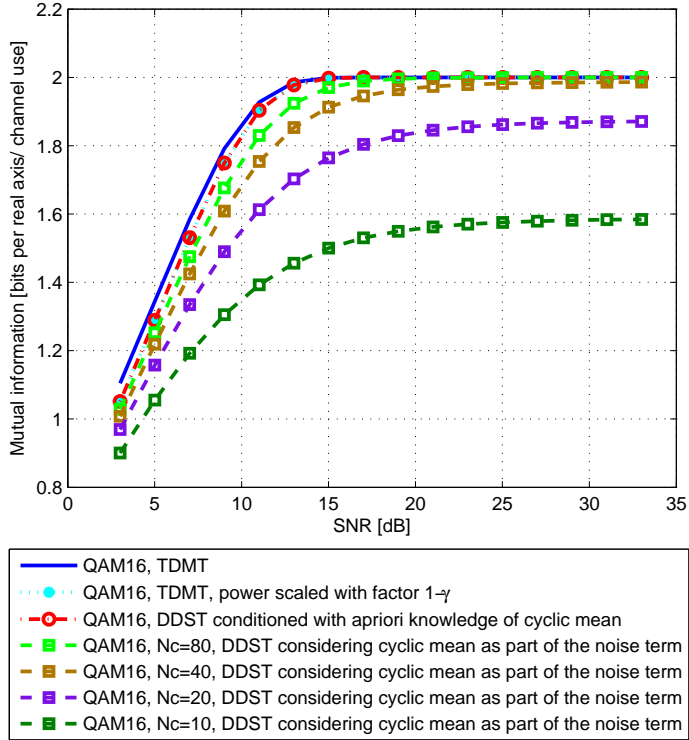 2.2
2
1.8
1.6
1.4
1.2
1
0.8
0 5 10 15 20 25 30 35
Mutual information [bits per real axis/ channel use]
SNR [dB]
QAM16, TDMT
QAM16, TDMT, power scaled with factor 1-γ
QAM16, DDST conditioned with apriori knowledge of cyclic mean
QAM16, Nc=80, DDST considering cyclic mean as part of the noise term
QAM16, Nc=40, DDST considering cyclic mean as part of the noise term
QAM16, Nc=20, DDST considering cyclic mean as part of the noise term
QAM16, Nc=10, DDST considering cyclic mean as part of the noise term